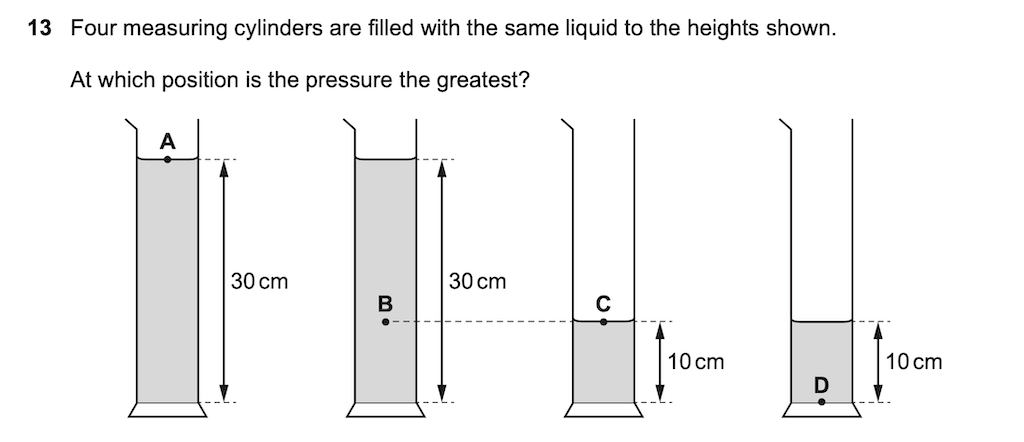 13 Four measuring cylinders are filled with the same liquid to the heights shown.
At which position is the pressure the greatest?
A
30 cm
B
30 cm
C
10 cm
D
10 cm